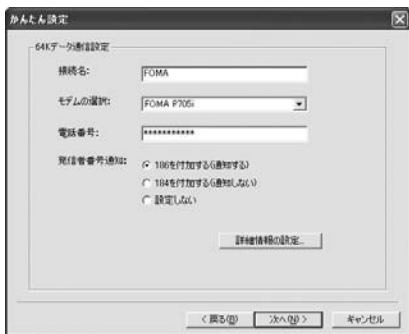 かんたん設定
64Kデータ通信設定
接続名: FOMA
モデムの選択: FOMA P705i
電話番号: ***********
発信者番号通知: 186を付加する(通知する)
184を付加する(通知しない)
設定しない
詳細情報の設定...
< 戻る(B) 次へ(N) > キャンセル